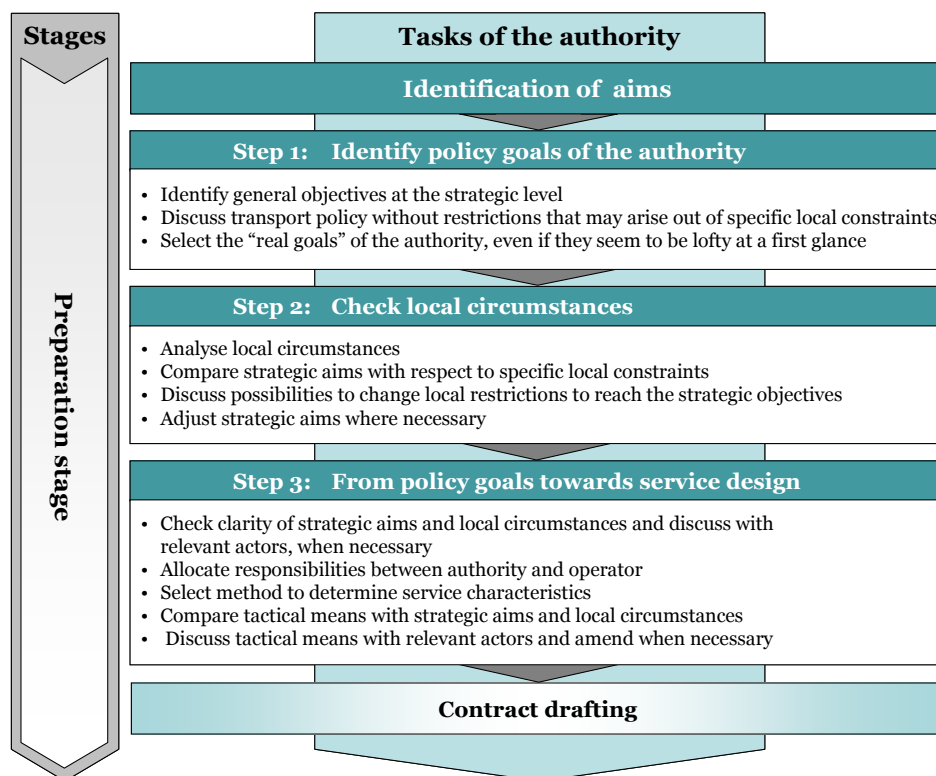 Stages
Tasks of the authority
Identification of aims
Step 1: Identify policy goals of the authority
• Identify general objectives at the strategic level
• Discuss transport policy without restrictions that may arise out of specific local constraints
• Select the “real goals” of the authority, even if they seem to be lofty at a first glance
Preparation stage
Step 2: Check local circumstances
• Analyse local circumstances
• Compare strategic aims with respect to specific local constraints
• Discuss possibilities to change local restrictions to reach the strategic objectives
• Adjust strategic aims where necessary
Step 3: From policy goals towards service design
• Check clarity of strategic aims and local circumstances and discuss with
relevant actors, when necessary
• Allocate responsibilities between authority and operator
• Select method to determine service characteristics
• Compare tactical means with strategic aims and local circumstances
• Discuss tactical means with relevant actors and amend when necessary
Contract drafting